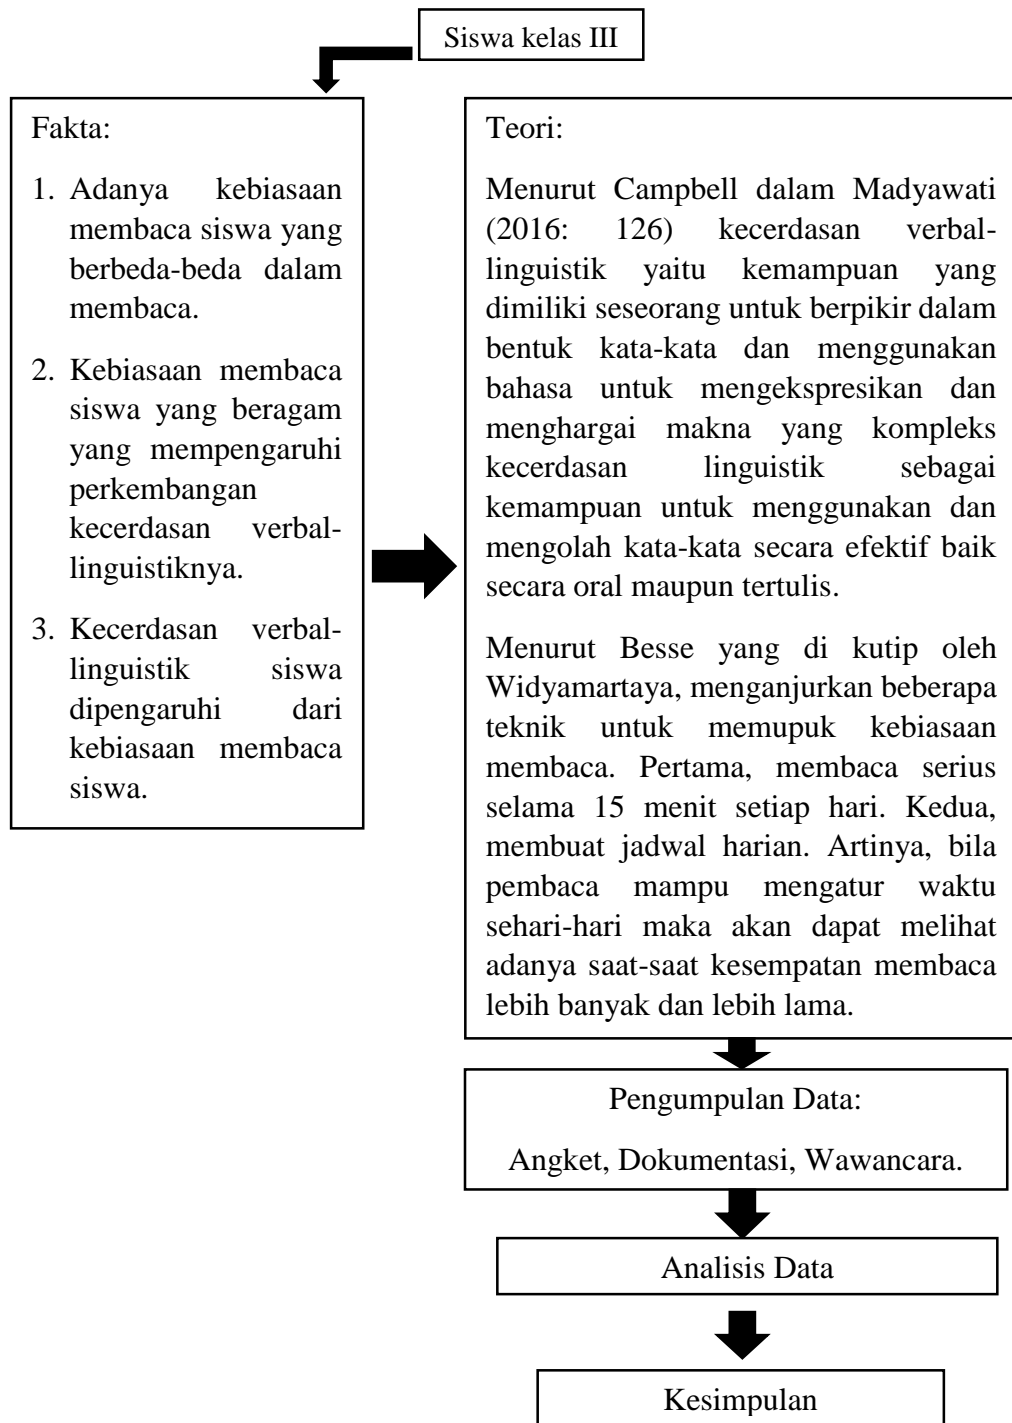 Siswa kelas III
Fakta:
1. Adanya kebiasaan
membaca siswa yang
berbeda-beda dalam
membaca.
2. Kebiasaan membaca
siswa yang beragam
yang mempengaruhi
perkembangan
kecerdasan verbal-
linguistiknya.
3. Kecerdasan verbal-
linguistik siswa
dipengaruhi dari
kebiasaan membaca
siswa.
Teori:
Menurut Campbell dalam Madyawati
(2016: 126) kecerdasan verbal-
linguistik yaitu kemampuan yang
dimiliki seseorang untuk berpikir dalam
bentuk kata-kata dan menggunakan
bahasa untuk mengekspresikan dan
menghargai makna yang kompleks
kecerdasan linguistik sebagai
kemampuan untuk menggunakan dan
mengolah kata-kata secara efektif baik
secara oral maupun tertulis.
Menurut Besse yang di kutip oleh
Widyamartaya, menganjurkan beberapa
teknik untuk memupuk kebiasaan
membaca. Pertama, membaca serius
selama 15 menit setiap hari. Kedua,
membuat jadwal harian. Artinya, bila
pembaca mampu mengatur waktu
sehari-hari maka akan dapat melihat
adanya saat-saat kesempatan membaca
lebih banyak dan lebih lama.
Pengumpulan Data:
Angket, Dokumentasi, Wawancara.
Analisis Data
Kesimpulan